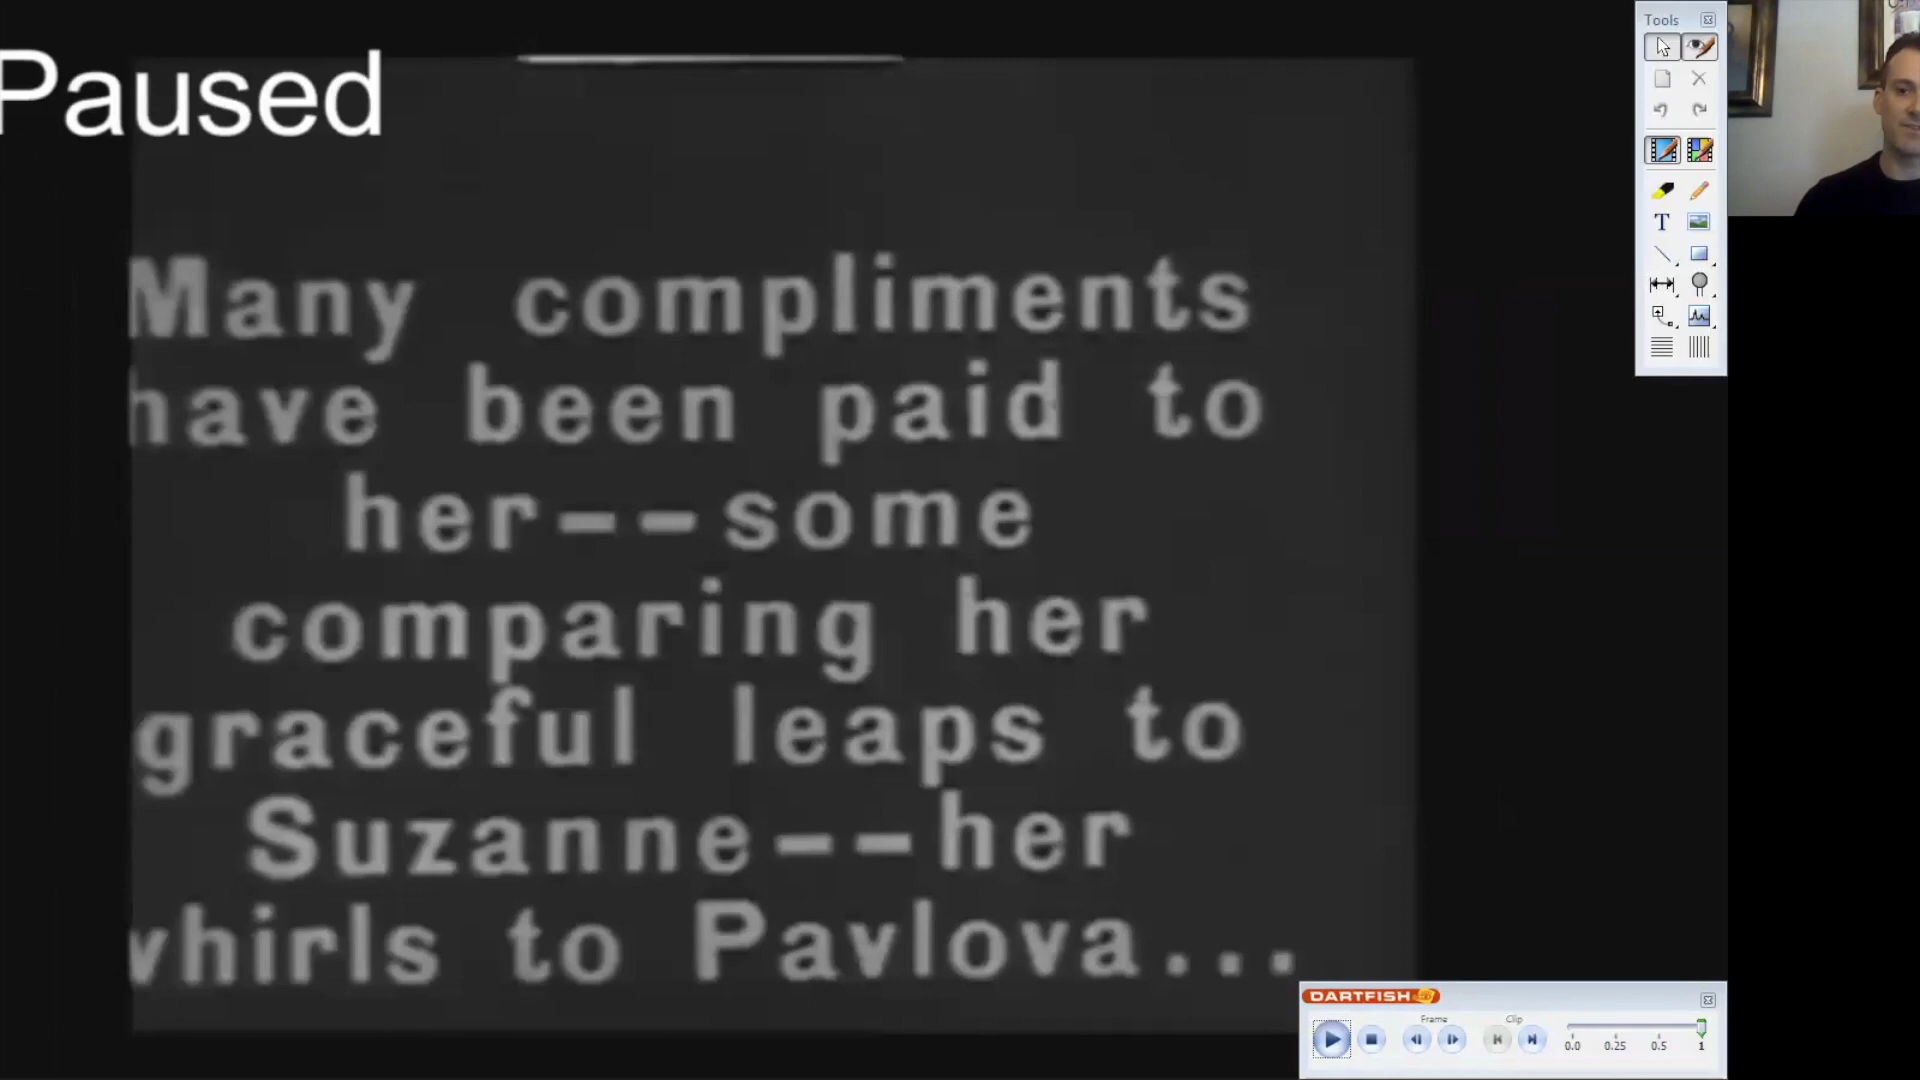 Paused
Many compliments
have been paid to
her--some
comparing her
graceful leaps to
Suzanne--her
whirls to Pavlova...
Tools
T
DARTFISH
Frame
Clip
0.0 0.25 0.5 1